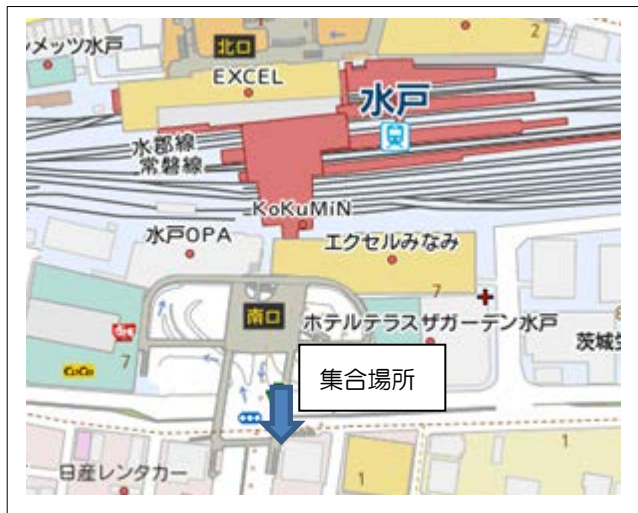 ルメッツ水戸
北口
2
EXCEL
水戸
水郡線
常磐線
KoKuMiN
水戸OPA
エクセルみなみ
南口
7
ホテルテラスザガーデン水戸
8
茨城労
CoCo
7
集合場所
日産レンタカー
1
1